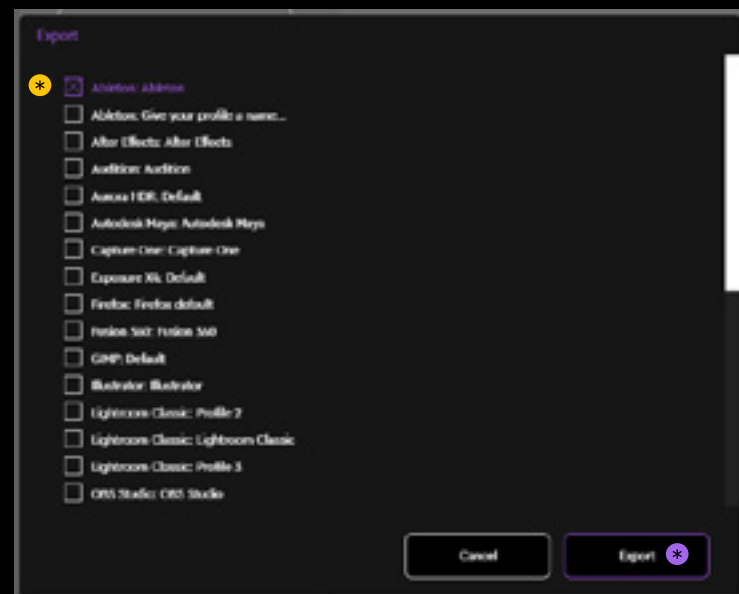 Export
Ableton: Ableton
Ableton: Give your profile a name...
After Effects: After Effects
Audition: Audition
Aurora HDR: Default
Autodesk Maya: Autodesk Maya
Capture One: Capture One
Exposure X6: Default
Firefox: Firefox default
Fusion 360: Fusion 360
GIMP: Default
Illustrator: Illustrator
Lightroom Classic: Profile 2
Lightroom Classic: Lightroom Classic
Lightroom Classic: Profile 3
OBS Studio: OBS Studio
Cancel
Export